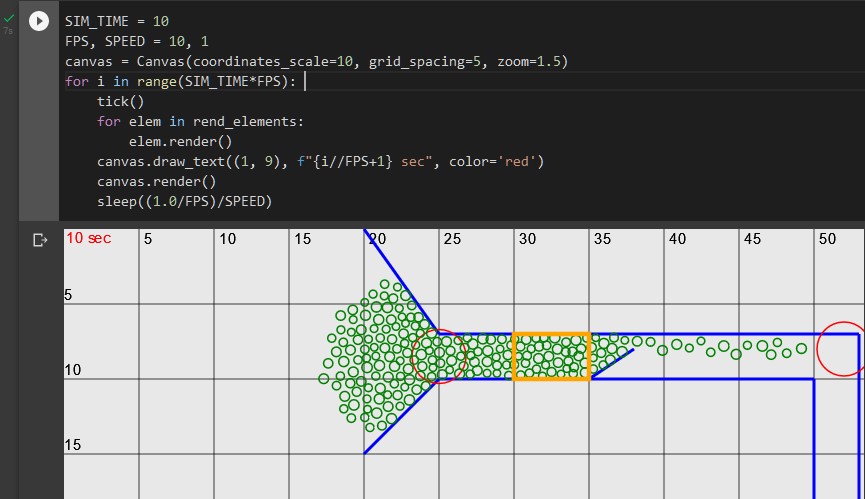 SIM_TIME = 10
FPS, SPEED = 10, 1
canvas = Canvas(coordinates_scale=10, grid_spacing=5, zoom=1.5)
for i in range(SIM_TIME*FPS):
    tick()
    for elem in rend_elements:
        elem.render()
    canvas.draw_text((1, 9), f"{i//FPS+1} sec", color='red')
    canvas.render()
    sleep((1.0/FPS)/SPEED)
7s
10 sec 5 10 15 20 25 30 35 40 45 50
5
10
15